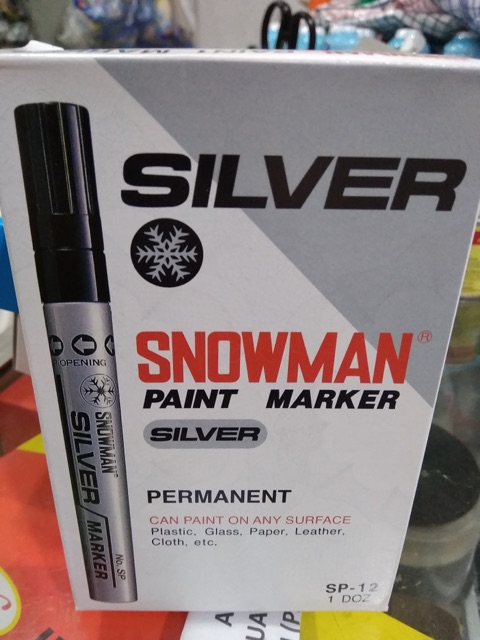 SILVER
SNOWMAN®
PAINT MARKER
SILVER
PERMANENT
CAN PAINT ON ANY SURFACE
Plastic, Glass, Paper, Leather,
Cloth, etc.
SP-12
1 DOZ
OPENING
SNOWMAN
SILVER MARKER
No. SP